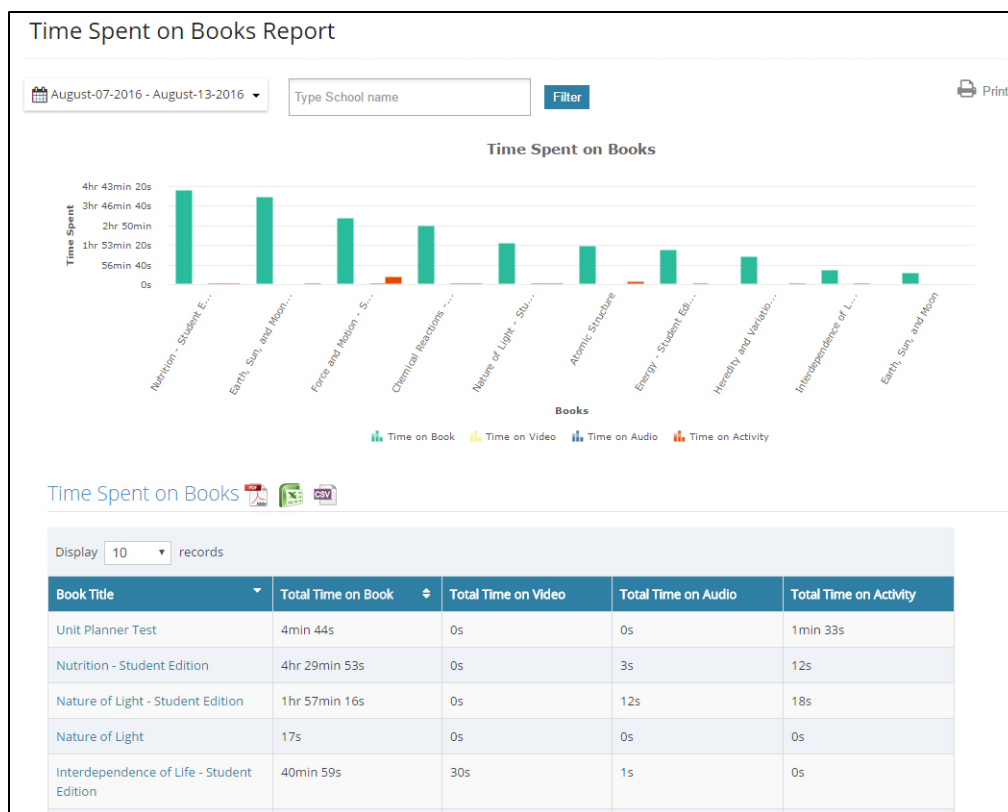 Time Spent on Books Report
August-07-2016 - August-13-2016
Type School name
Filter
Print
Time Spent on Books
4hr 43min 20s
3hr 46min 40s
2hr 50min
1hr 53min 20s
56min 40s
0s
Time Spent
Nutrition - Student E...
Earth, Sun, and Moon...
Force and Motion - S...
Chemical Reactions -...
Nature of Light - Stu...
Atomic Structure
Energy - Student Edi...
Heredity and Variatio...
Interdependence of L...
Earth, Sun, and Moon
Books
Time on Book Time on Video Time on Audio Time on Activity
Time Spent on Books PDF Adobe X CSV
Display 10 records
Book Title Total Time on Book Total Time on Video Total Time on Audio Total Time on Activity
Unit Planner Test 4min 44s 0s 0s 1min 33s
Nutrition - Student Edition 4hr 29min 53s 0s 3s 12s
Nature of Light - Student Edition 1hr 57min 16s 0s 12s 18s
Nature of Light 17s 0s 0s 0s
Interdependence of Life - Student Edition 40min 59s 30s 1s 0s